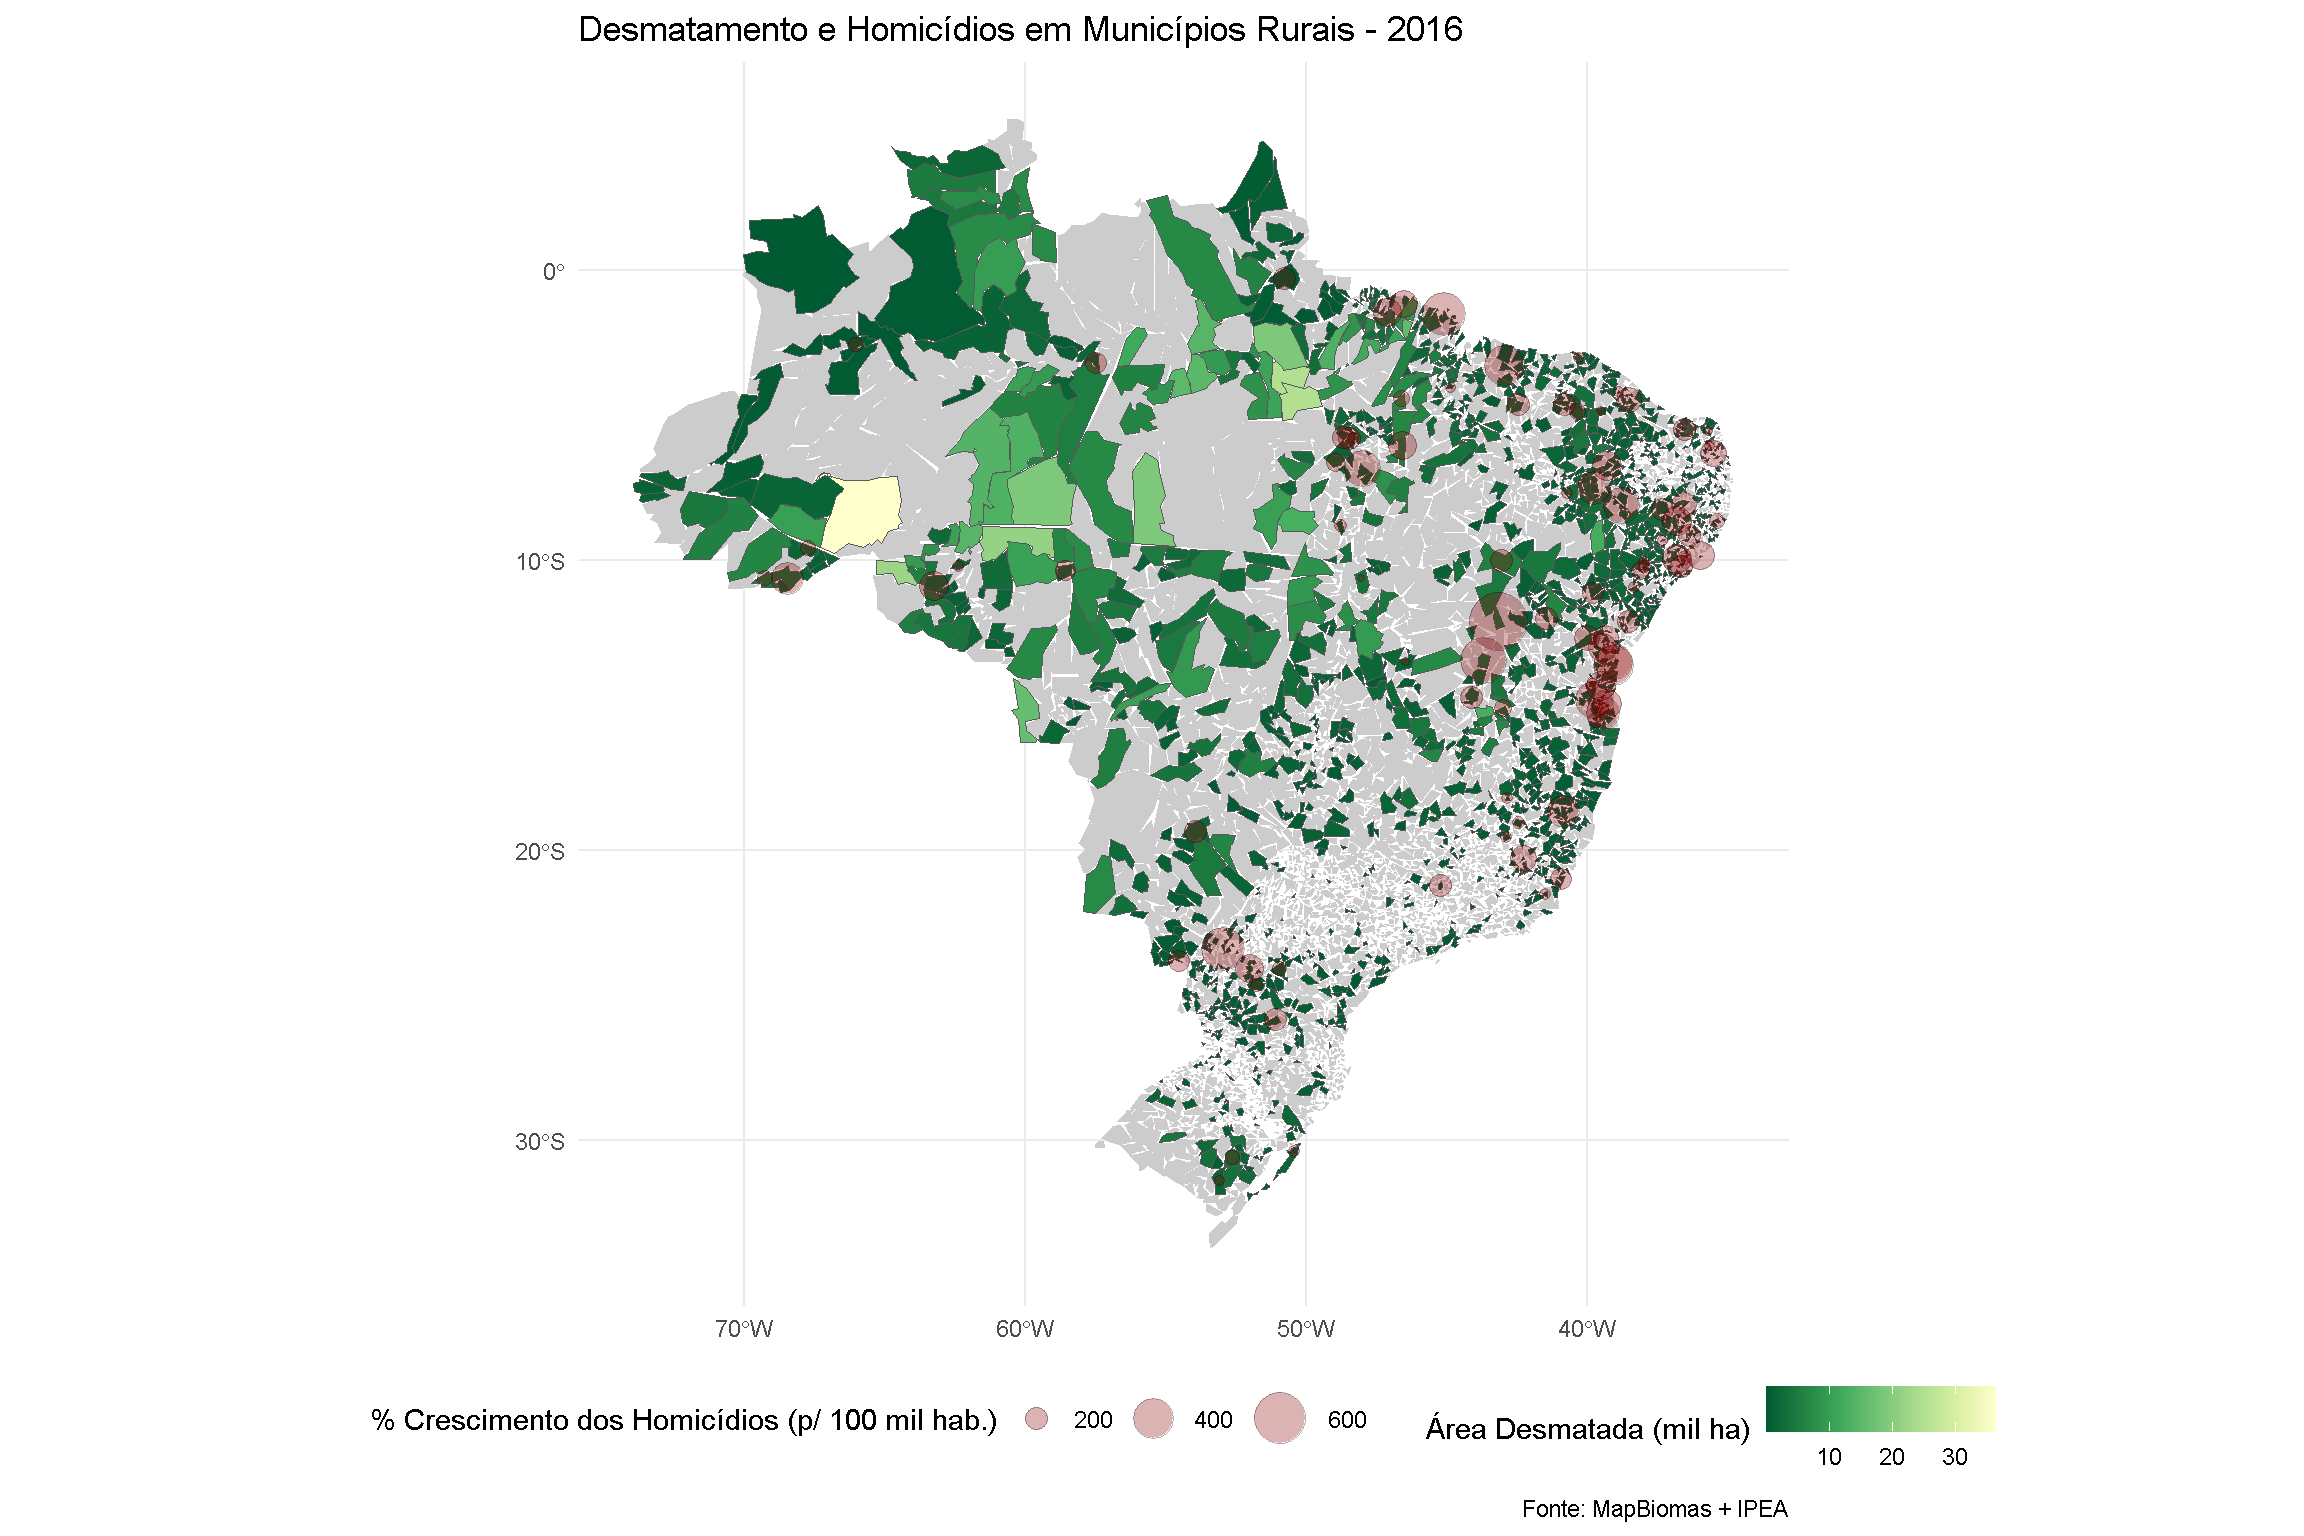 Desmatamento e Homicídios em Municípios Rurais - 2016
0°
10°S
20°S
30°S
70°W 60°W 50°W 40°W
% Crescimento dos Homicídios (p/ 100 mil hab.) 200 400 600 Área Desmatada (mil ha)
10 20 30
Fonte: MapBiomas + IPEA